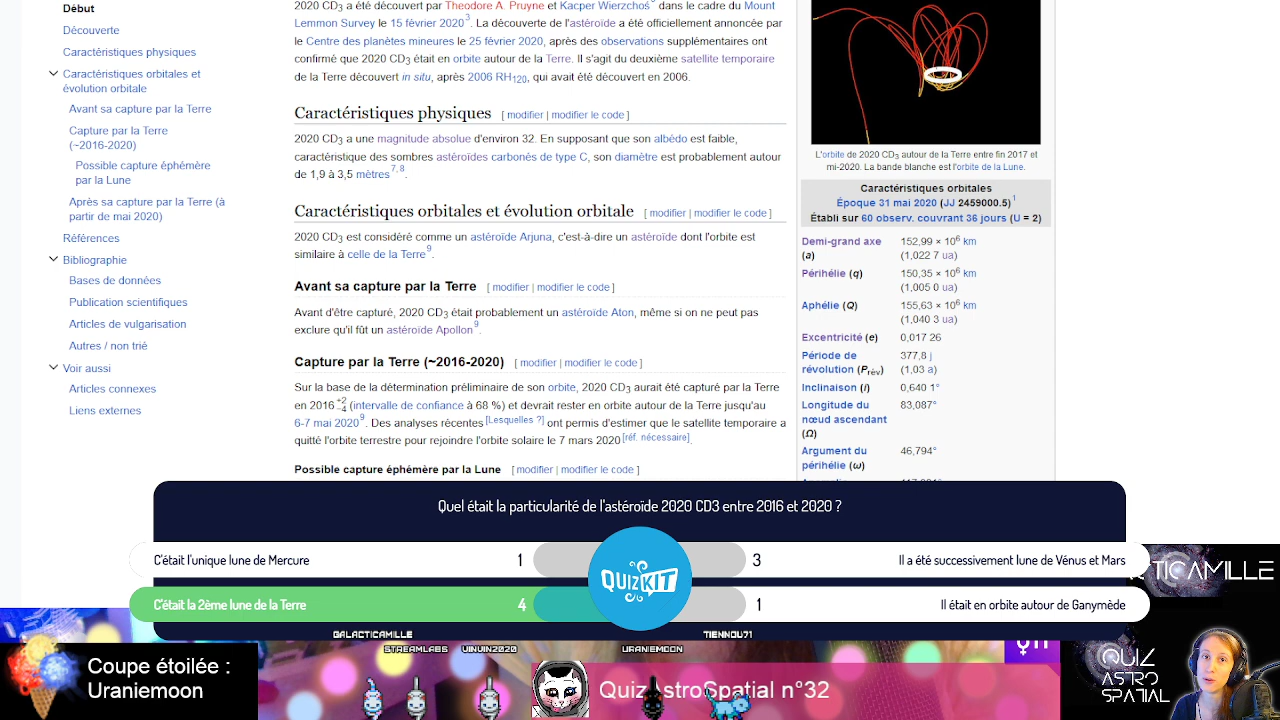 Début
Découverte
Caractéristiques physiques
Caractéristiques orbitales et
évolution orbitale
Avant sa capture par la Terre
Capture par la Terre
(~2016-2020)
Possible capture éphémère
par la Lune
Après sa capture par la Terre (à
partir de mai 2020)
Références
Bibliographie
Bases de données
Publication scientifiques
Articles de vulgarisation
Autres / non trié
Voir aussi
Articles connexes
Liens externes
2020 CD3 a été découvert par Theodore A. Pruyne et Kacper Wierzchoś dans le cadre du Mount
Lemmon Survey le 15 février 2020 3. La découverte de l'astéroïde a été officiellement annoncée par
le Centre des planètes mineures le 25 février 2020, après des observations supplémentaires ont
confirmé que 2020 CD3 était en orbite autour de la Terre. Il s'agit du deuxième satellite temporaire
de la Terre découvert in situ, après 2006 RH120, qui avait été découvert en 2006.
Caractéristiques physiques [ modifier | modifier le code ]
2020 CD3 a une magnitude absolue d'environ 32. En supposant que son albédo est faible,
caractéristique des sombres astéroïdes carbonés de type C, son diamètre est probablement autour
de 1,9 à 3,5 mètres 7, 8.
Caractéristiques orbitales et évolution orbitale [ modifier | modifier le code ]
2020 CD3 est considéré comme un astéroïde Arjuna, c'est-à-dire un astéroïde dont l'orbite est
similaire à celle de la Terre 9.
Avant sa capture par la Terre [ modifier | modifier le code ]
Avant d'être capturé, 2020 CD3 était probablement un astéroïde Aton, même si on ne peut pas
exclure qu'il fût un astéroïde Apollon 9.
Capture par la Terre (~2016-2020) [ modifier | modifier le code ]
Sur la base de la détermination préliminaire de son orbite, 2020 CD3 aurait été capturé par la Terre
en 2016 +2 −4 (intervalle de confiance à 68 %) et devrait rester en orbite autour de la Terre jusqu'au
6-7 mai 2020 9. Des analyses récentes [Lesquelles ?] ont permis d'estimer que le satellite temporaire a
quitté l'orbite terrestre pour rejoindre l'orbite solaire le 7 mars 2020 [réf. nécessaire].
Possible capture éphémère par la Lune [ modifier | modifier le code ]
L'orbite de 2020 CD3 autour de la Terre entre fin 2017 et
mi-2020. La bande blanche est l'orbite de la Lune.
Caractéristiques orbitales
Époque 31 mai 2020 (JJ 2459000.5) 1
Établi sur 60 observ. couvrant 36 jours (U = 2)
Demi-grand axe (a) 152,99 × 10^6 km
(1,022 7 ua)
Périhélie (q) 150,35 × 10^6 km
(1,005 0 ua)
Aphélie (Q) 155,63 × 10^6 km
(1,040 3 ua)
Excentricité (e) 0,017 26
Période de révolution (Prév) 377,8 j
(1,03 a)
Inclinaison (i) 0,640 1°
Longitude du nœud ascendant (Ω) 83,087°
Argument du périhélie (ω) 46,794°
Quel était la particularité de l'astéroïde 2020 CD3 entre 2016 et 2020 ?
C'était l'unique lune de Mercure 1
3 Il a été successivement lune de Vénus et Mars
C'était la 2ème lune de la Terre 4
1 Il était en orbite autour de Ganymède
QUIZKIT
TICAMILLE
GALACTICAMILLE
TIENNOU71
STREAMLABS
VINVIN2020
URANIEMOON
Coupe étoilée :
Uraniemoon
QuizAstroSpatial n°32
QUIZ
ASTRO
SPATIAL